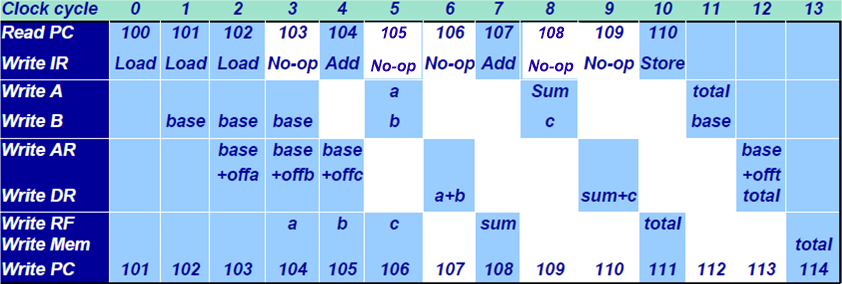 Clock cycle 0 1 2 3 4 5 6 7 8 9 10 11 12 13
Read PC 100 101 102 103 104 105 106 107 108 109 110
Write IR Load Load Load No-op Add No-op No-op Add No-op No-op Store
Write A a Sum total
Write B base base base b c base
Write AR base base base base
+offa +offb +offc +offt
Write DR a+b sum+c total
Write RF a b c sum total
Write Mem total
Write PC 101 102 103 104 105 106 107 108 109 110 111 112 113 114